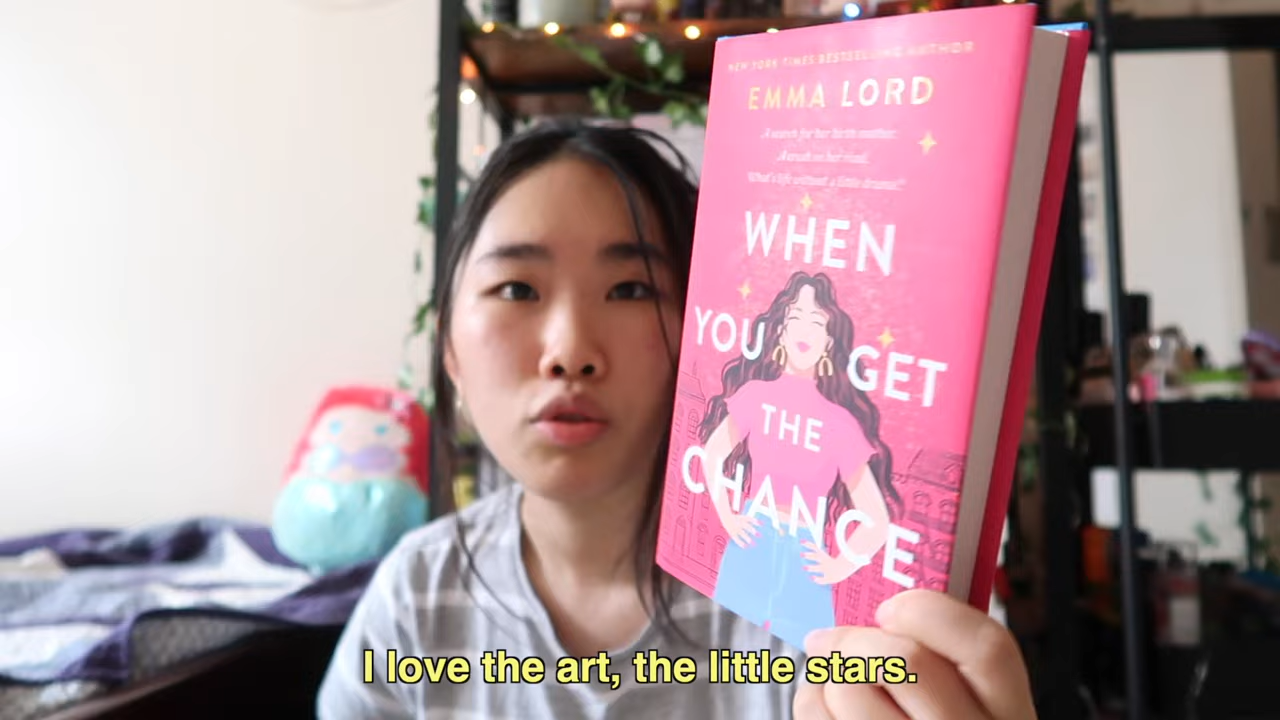 NEW YORK TIMES BESTSELLING AUTHOR
EMMA LORD
A search for her birth mother.
A crush on her rival.
What's life without a little drama?
WHEN
YOU GET
THE
CHANCE
I love the art, the little stars.